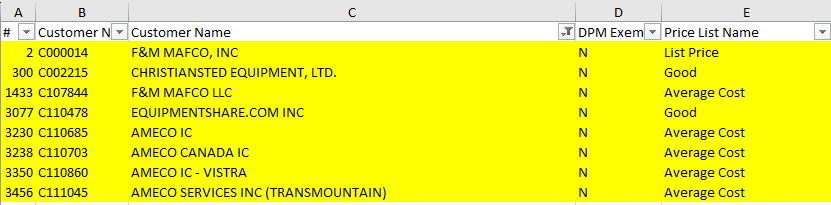 A B C D E
# Customer N Customer Name DPM Exem Price List Name
2 C000014 F&M MAFCO, INC N List Price
300 C002215 CHRISTIANSTED EQUIPMENT, LTD. N Good
1433 C107844 F&M MAFCO LLC N Average Cost
3077 C110478 EQUIPMENTSHARE.COM INC N Good
3230 C110685 AMECO IC N Average Cost
3238 C110703 AMECO CANADA IC N Average Cost
3350 C110860 AMECO IC - VISTRA N Average Cost
3456 C111045 AMECO SERVICES INC (TRANSMOUNTAIN) N Average Cost